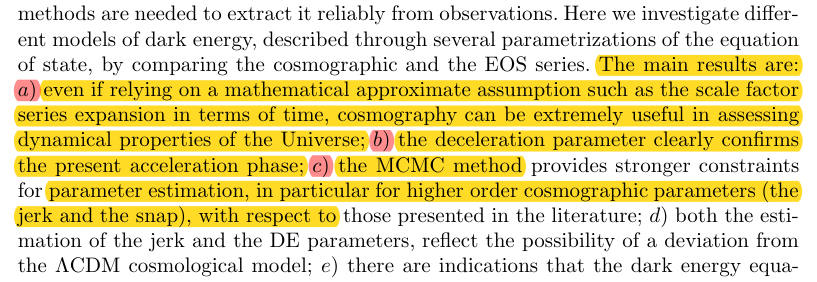 methods are needed to extract it reliably from observations. Here we investigate differ-
ent models of dark energy, described through several parametrizations of the equation
of state, by comparing the cosmographic and the EOS series. The main results are:
a) even if relying on a mathematical approximate assumption such as the scale factor
series expansion in terms of time, cosmography can be extremely useful in assessing
dynamical properties of the Universe; b) the deceleration parameter clearly confirms
the present acceleration phase; c) the MCMC method provides stronger constraints
for parameter estimation, in particular for higher order cosmographic parameters (the
jerk and the snap), with respect to those presented in the literature; d) both the esti-
mation of the jerk and the DE parameters, reflect the possibility of a deviation from
the ΛCDM cosmological model; e) there are indications that the dark energy equa-